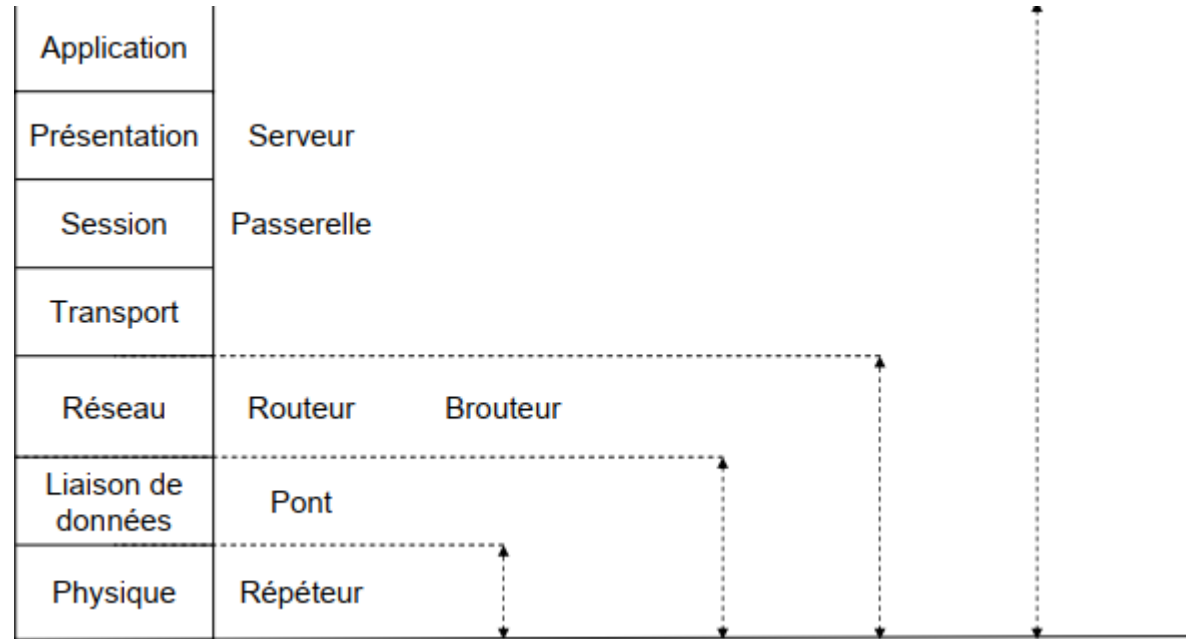 Application
Présentation Serveur
Session Passerelle
Transport
Réseau Routeur Brouteur
Liaison de
données Pont
Physique Répéteur